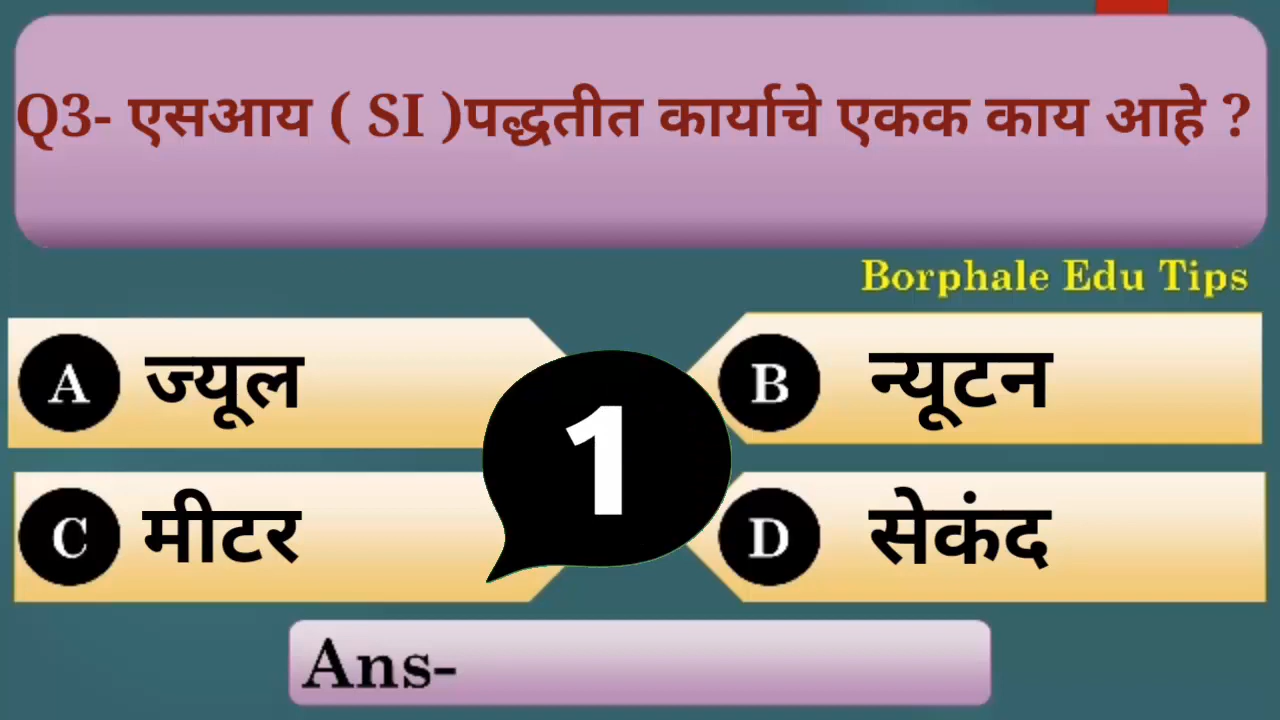 Q3- एसआय ( SI )पद्धतीत कार्याचे एकक काय आहे ?
Borphale Edu Tips
A ज्यूल
B न्यूटन
1
C मीटर
D सेकंद
Ans-